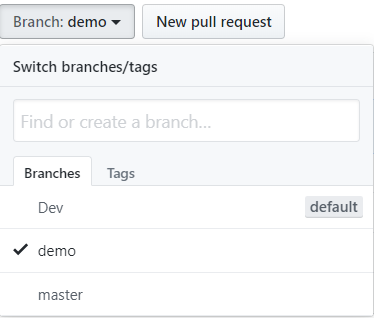 Branch: demo New pull request
Switch branches/tags
Find or create a branch...
Branches Tags
Dev default
demo
master